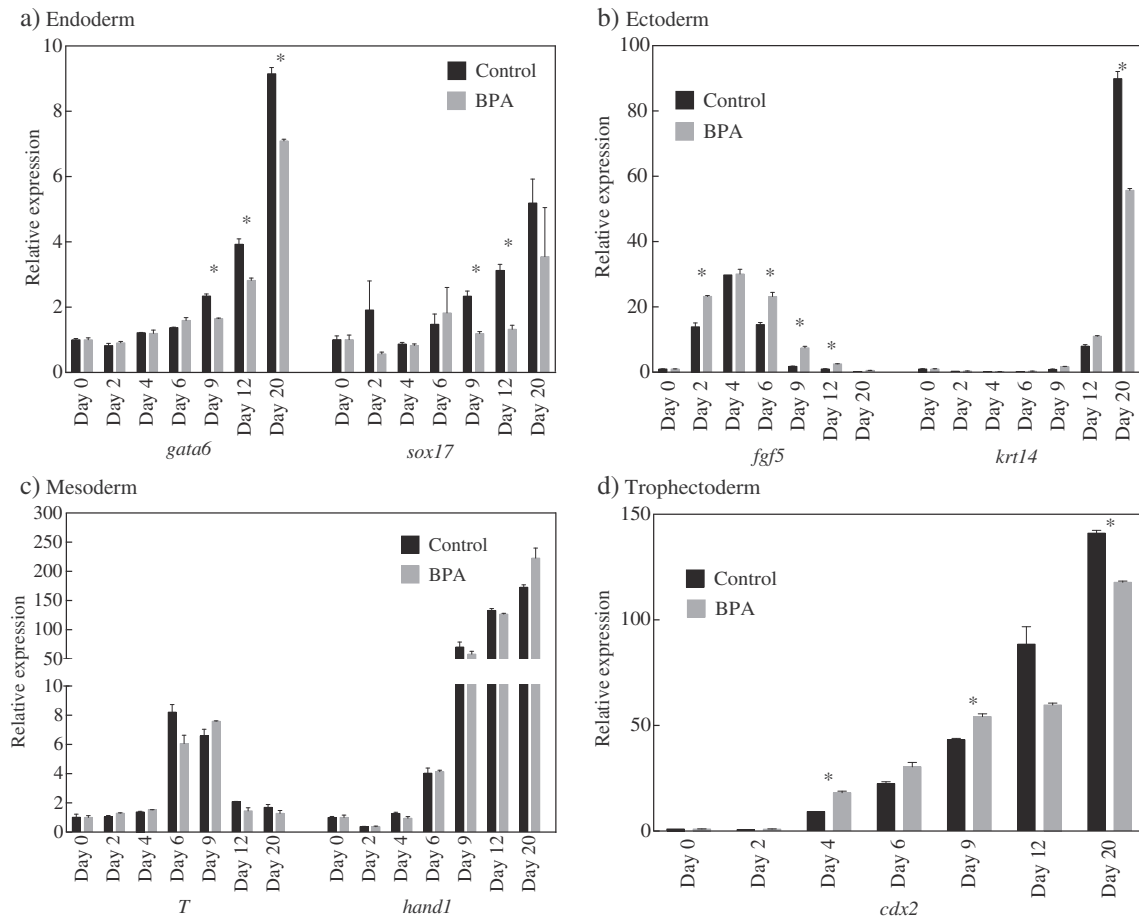 a) Endoderm
Relative expression
10
8
6
4
2
0
*
*
*
*
*
Control
BPA
Day 0
Day 2
Day 4
Day 6
Day 9
Day 12
Day 20
Day 0
Day 2
Day 4
Day 6
Day 9
Day 12
Day 20
gata6
sox17
b) Ectoderm
Relative expression
100
80
60
40
20
0
*
*
*
*
*
Control
BPA
Day 0
Day 2
Day 4
Day 6
Day 9
Day 12
Day 20
Day 0
Day 2
Day 4
Day 6
Day 9
Day 12
Day 20
fgf5
krt14
c) Mesoderm
Relative expression
300
250
200
150
100
50
10
8
6
4
2
0
Control
BPA
Day 0
Day 2
Day 4
Day 6
Day 9
Day 12
Day 20
Day 0
Day 2
Day 4
Day 6
Day 9
Day 12
Day 20
T
hand1
d) Trophectoderm
Relative expression
150
100
50
0
*
*
*
Control
BPA
Day 0
Day 2
Day 4
Day 6
Day 9
Day 12
Day 20
cdx2